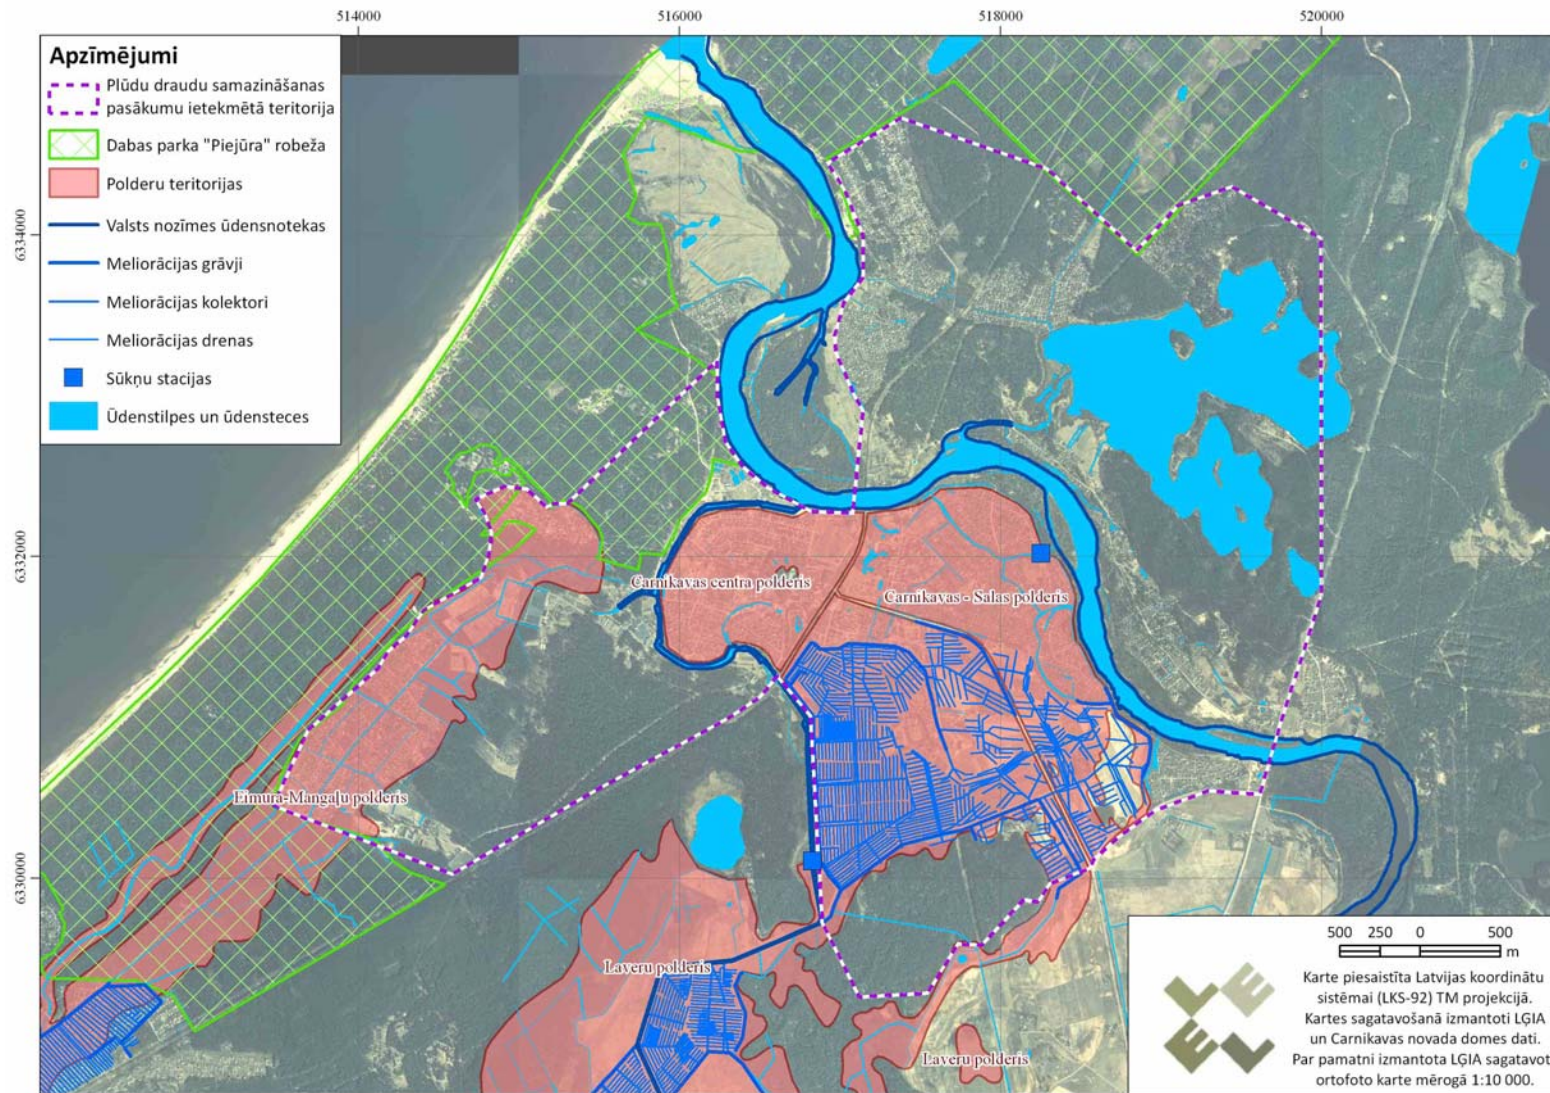 514000
516000
518000
520000
Apzīmējumi
Plūdu draudu samazināšanas
pasākumu ietekmētā teritorija
Dabas parka "Piejūra" robeža
Polderu teritorijas
Valsts nozīmes ūdensnotekas
Meliorācijas grāvji
Meliorācijas kolektori
Meliorācijas drenas
Sūkņu stacijas
Ūdenstilpes un ūdensteces
6334000
6332000
6330000
Carnikavas centra polderis
Carnikavas - Salas polderis
Eimura-Mangaļu polderis
Laveru polderis
Laveru polderis
500 250 0 500
m
Karte piesaistīta Latvijas koordinātu
sistēmai (LKS-92) TM projekcijā.
Kartes sagatavošanā izmantoti LĢIA
un Carnikavas novada domes dati.
Par pamatni izmantota LĢIA sagatavot
ortofoto karte mērogā 1:10 000.